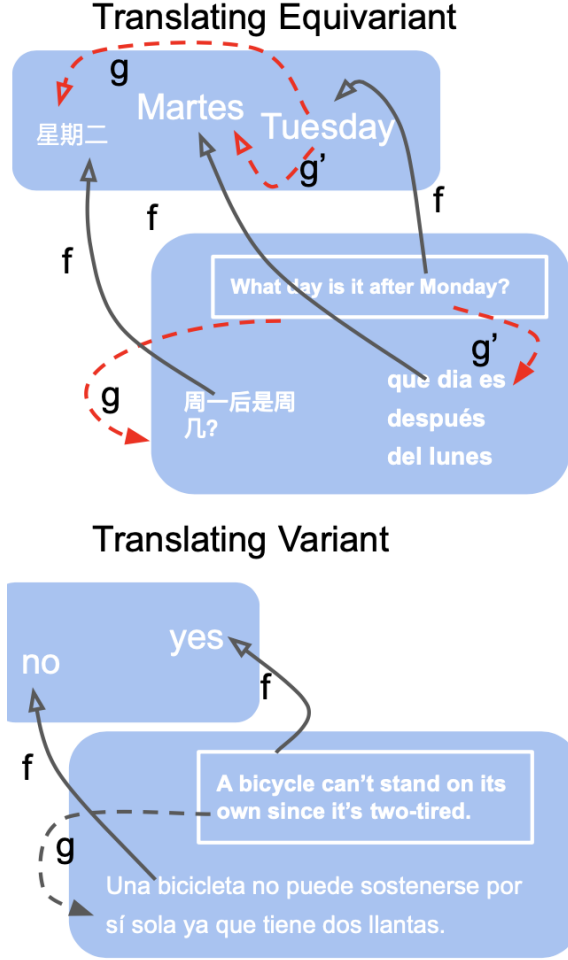 Translating Equivariant
g
Martes
Tuesday
星期二
g’
f
f
f
What day is it after Monday?
g’
que dia es
g
周一后是周
几?
después
del lunes
Translating Variant
yes
no
f
f
A bicycle can’t stand on its
own since it’s two-tired.
g
Una bicicleta no puede sostenerse por
sí sola ya que tiene dos llantas.